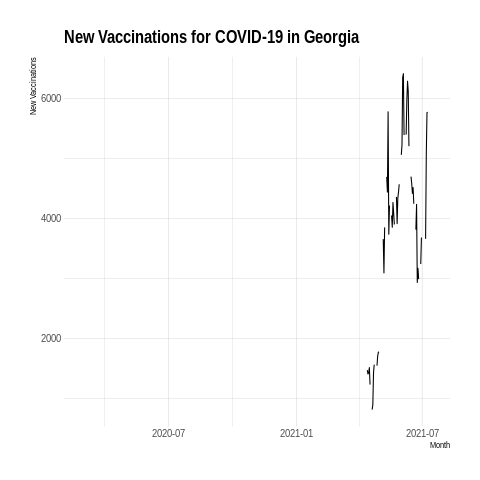 New Vaccinations for COVID-19 in Georgia
New Vaccinations
6000
4000
2000
2020-07
2021-01
2021-07
Month